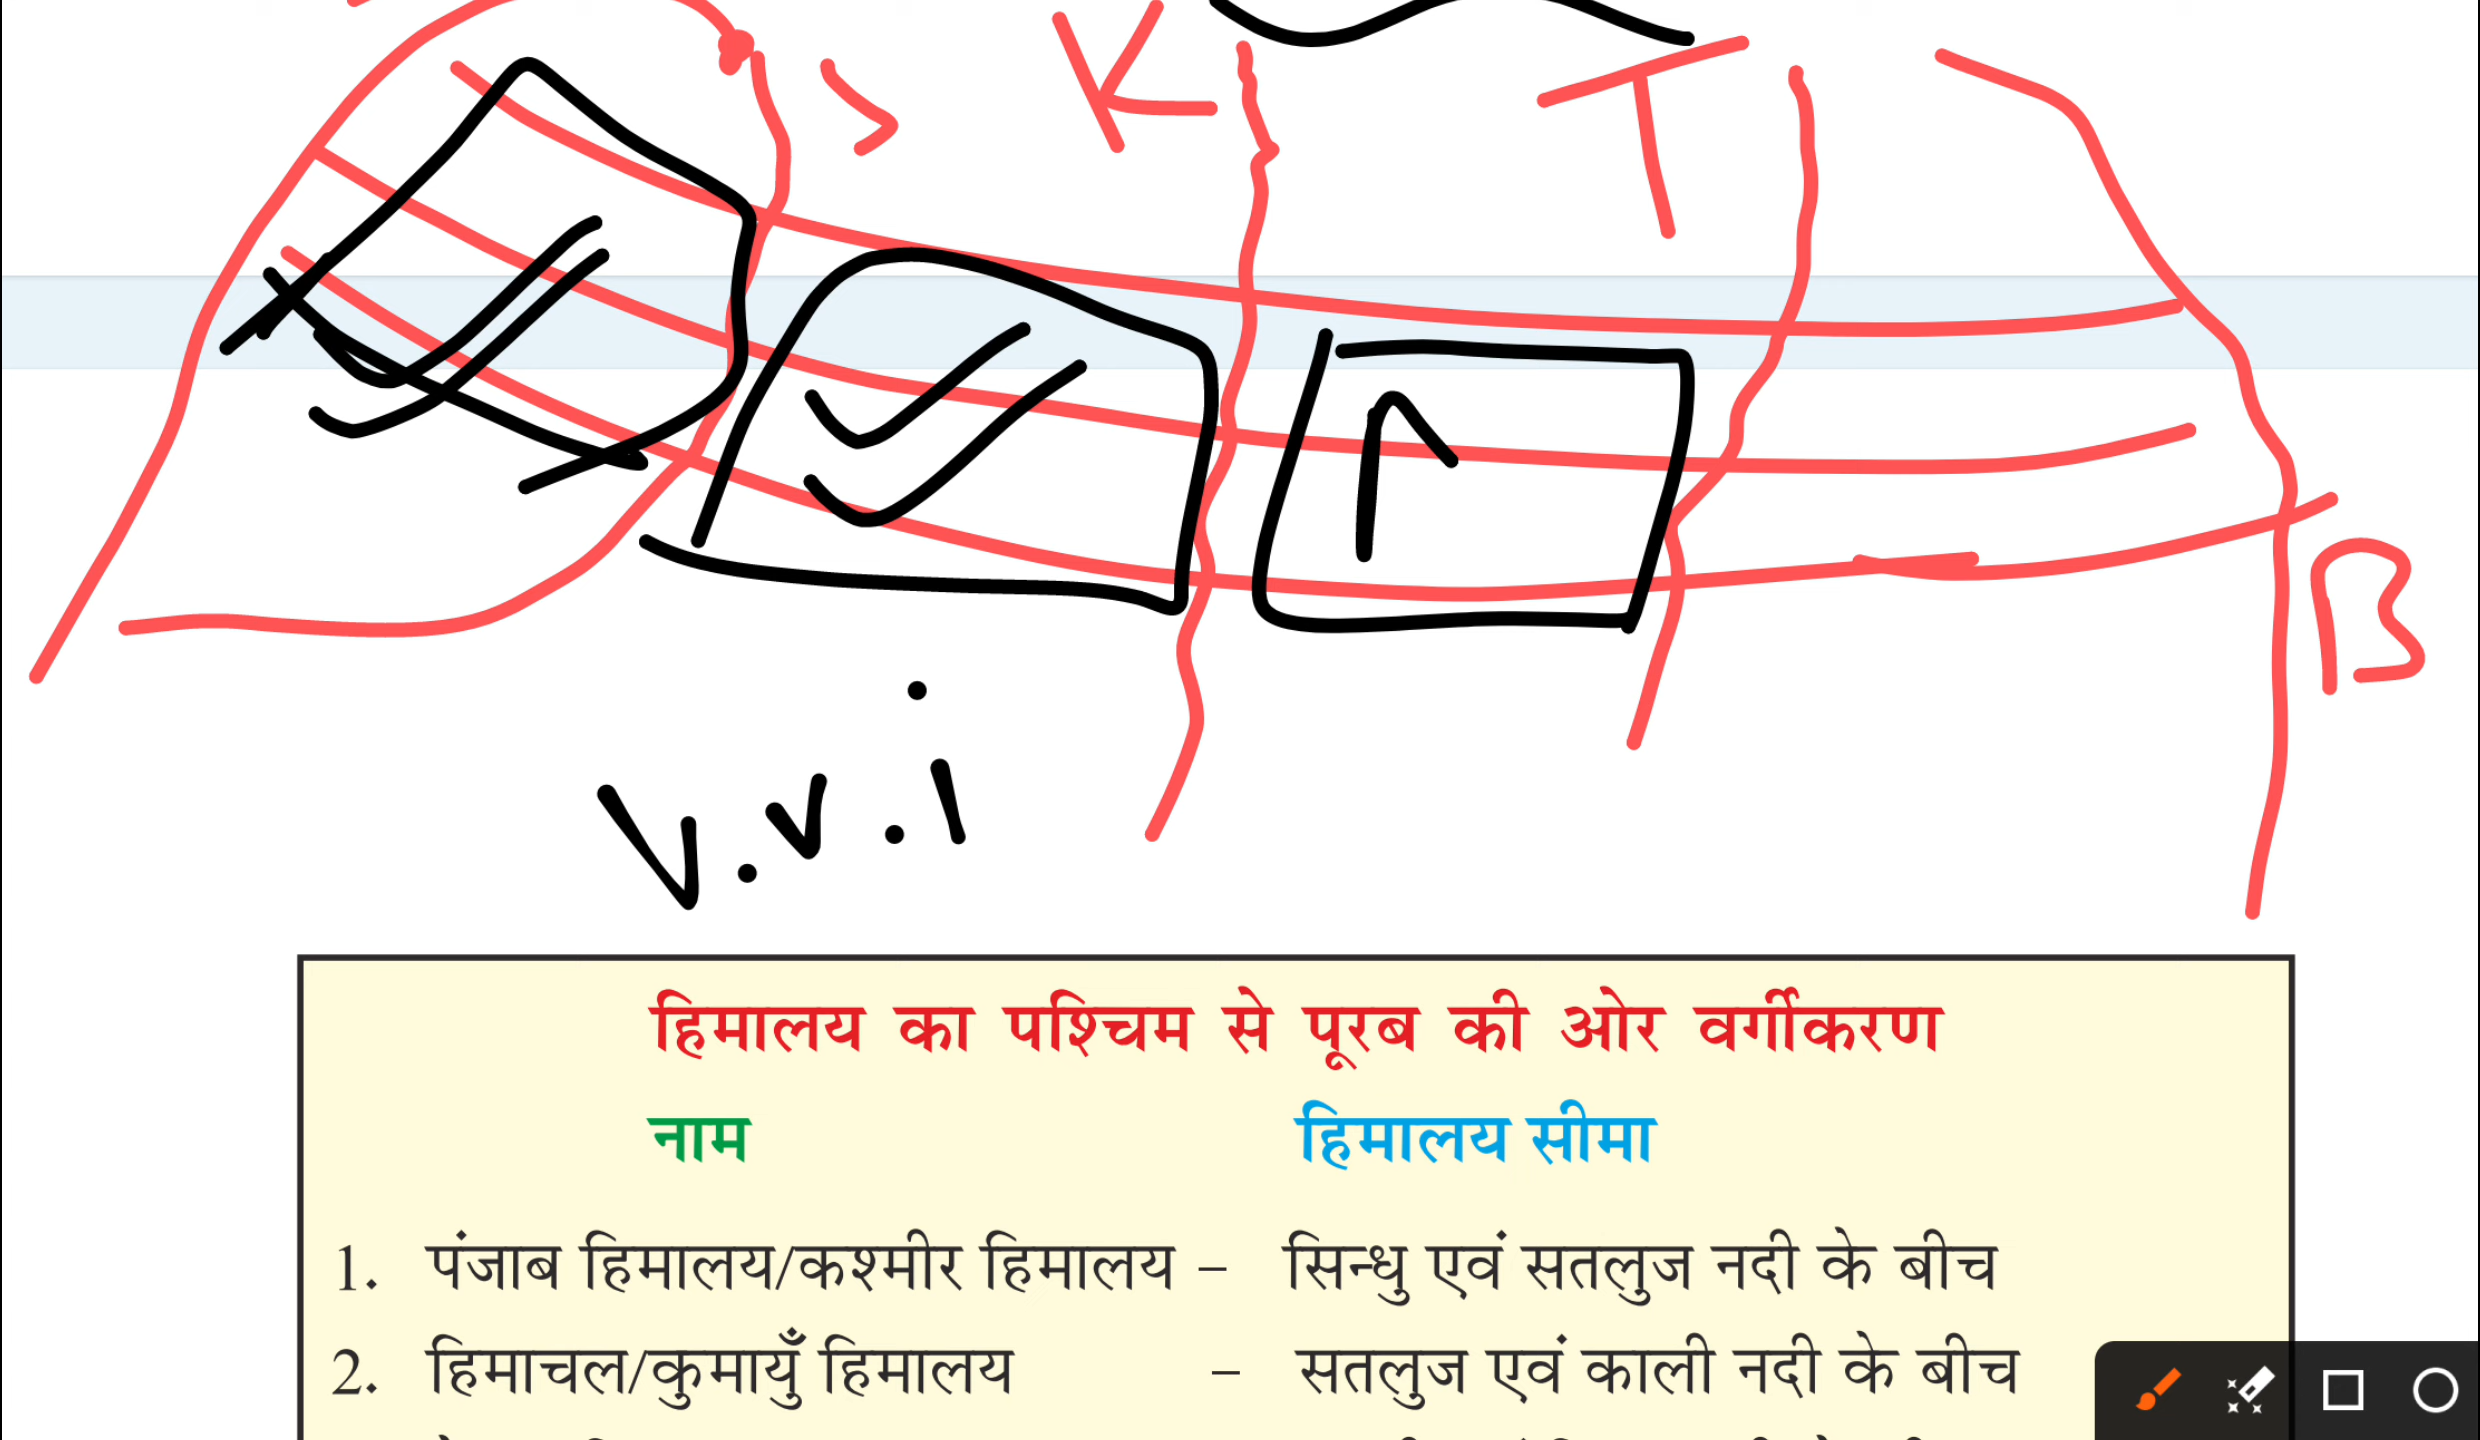 S K T
B
v.v.i
हिमालय का पश्चिम से पूरब की ओर वर्गीकरण
नाम हिमालय सीमा
1. पंजाब हिमालय/कश्मीर हिमालय – सिन्धु एवं सतलुज नदी के बीच
2. हिमाचल/कुमायुँ हिमालय – सतलुज एवं काली नदी के बीच